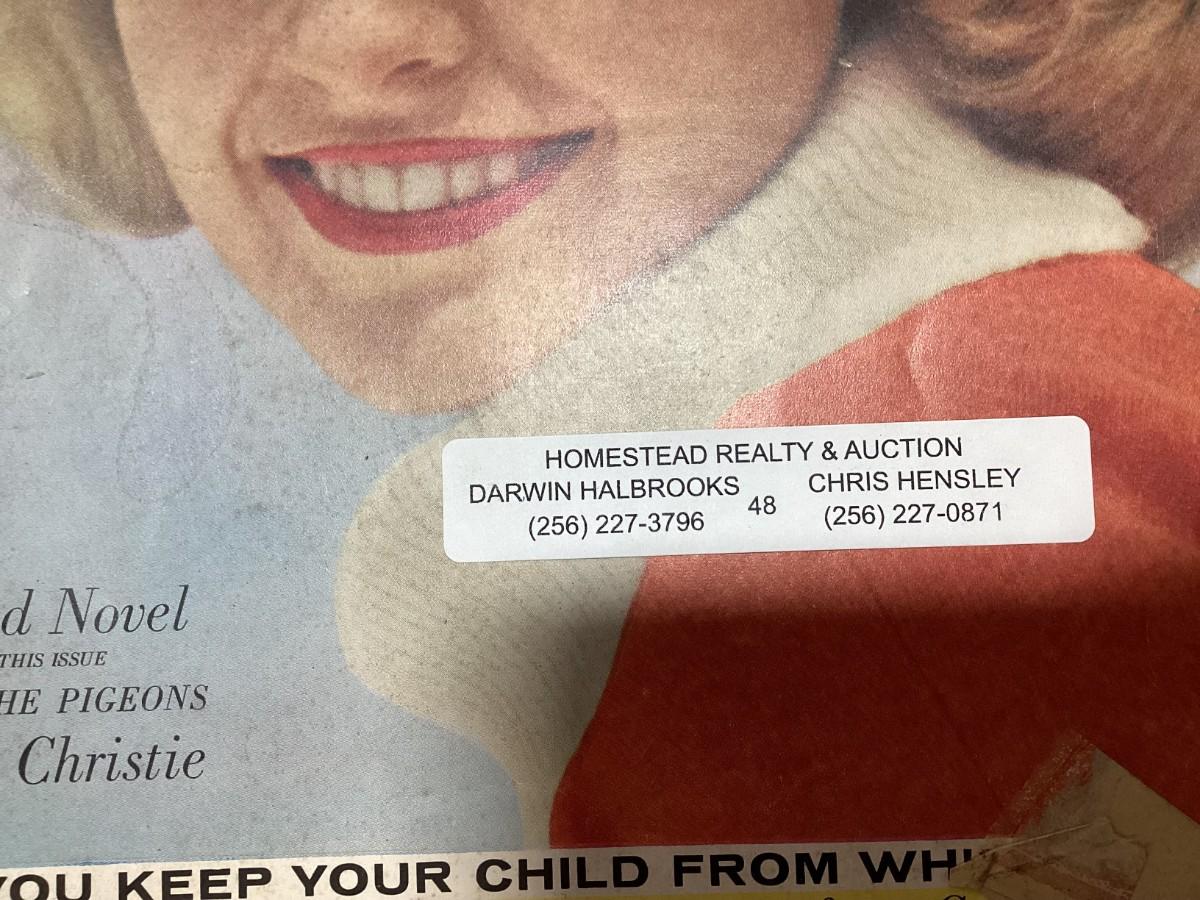 HOMESTEAD REALTY & AUCTION
DARWIN HALBROOKS 48 CHRIS HENSLEY
(256) 227-3796 (256) 227-0871
d Novel
THIS ISSUE
HE PIGEONS
Christie
YOU KEEP YOUR CHILD FROM